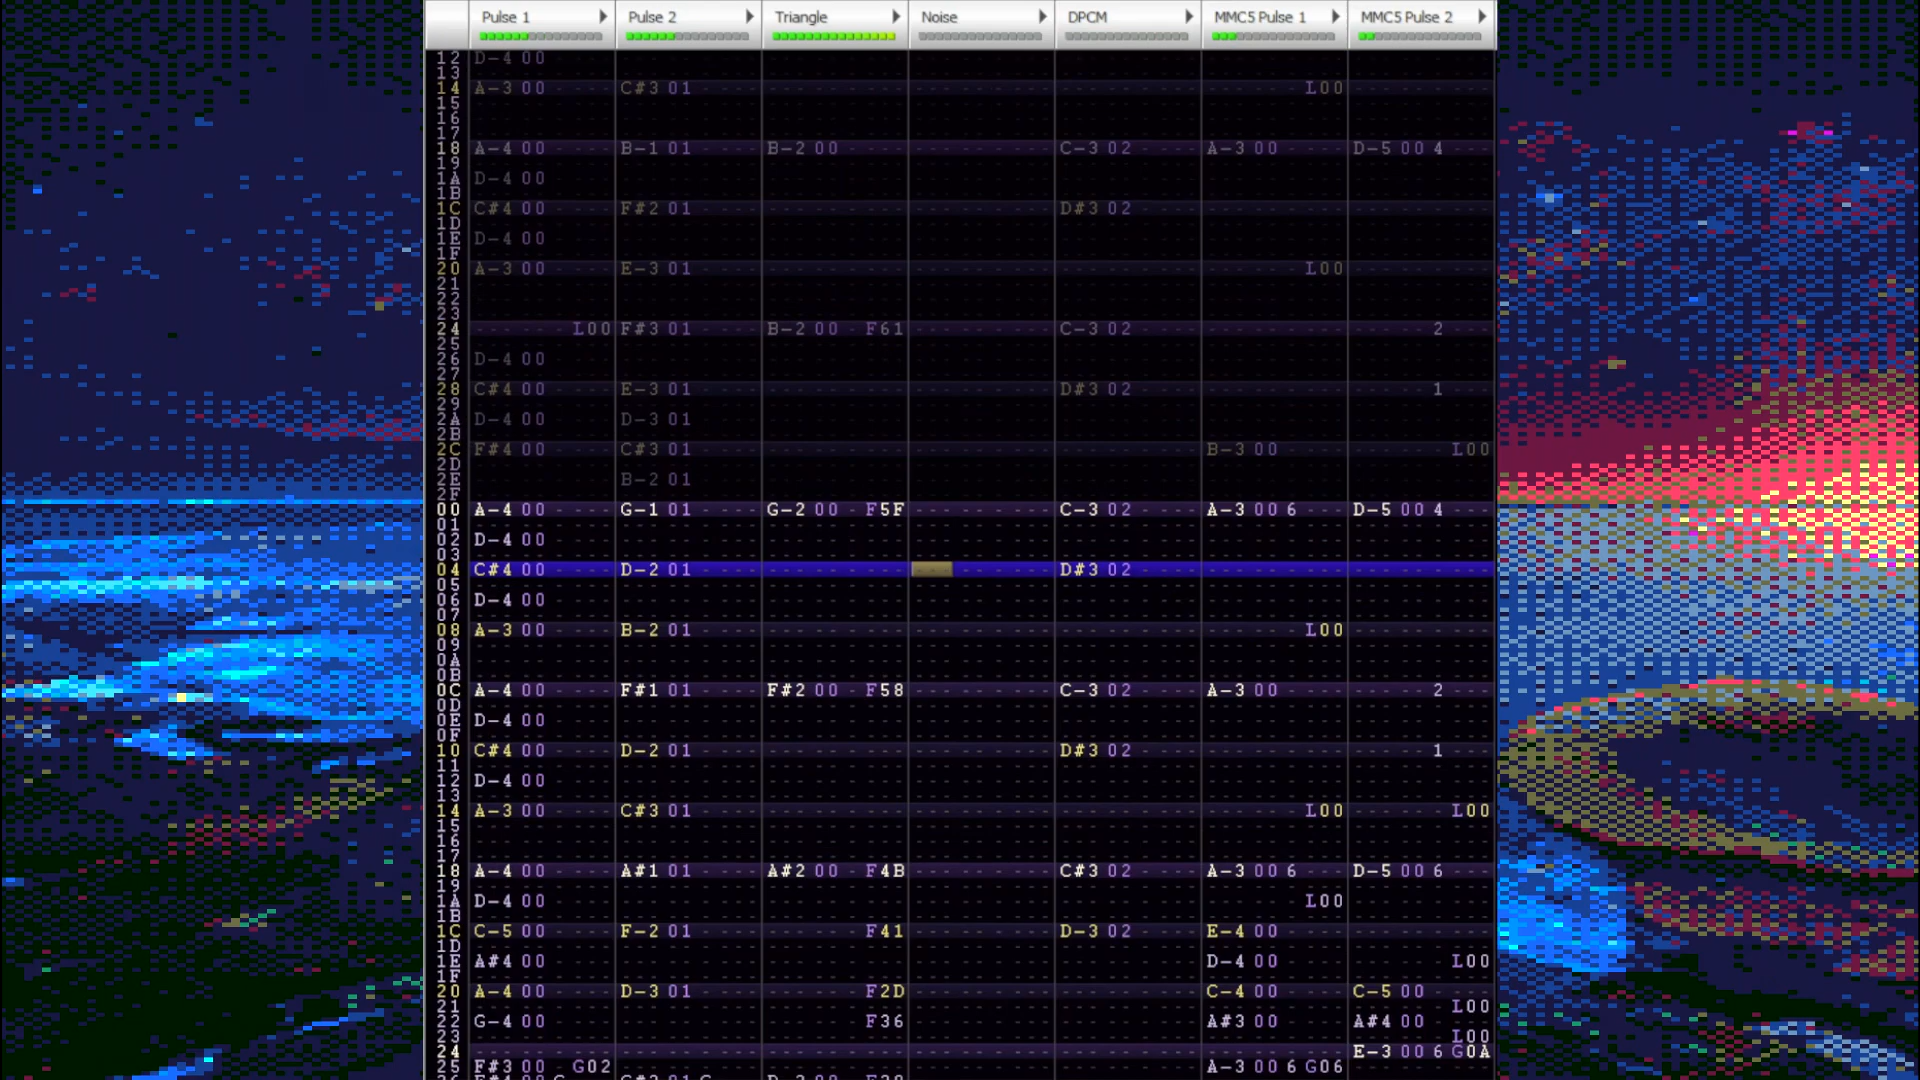 Pulse 1 Pulse 2 Triangle Noise DPCM MMC5 Pulse 1 MMC5 Pulse 2
12 D-4 00
13
14 A-3 00 C#3 01 L00
15
16
17
18 A-4 00 B-1 01 B-2 00 C-3 02 A-3 00 D-5 00 4
19
1A D-4 00
1B
1C C#4 00 F#2 01 D#3 02
1D
1E D-4 00
1F
20 A-3 00 E-3 01 L00
21
22
23
24 L00 F#3 01 B-2 00 F61 C-3 02 2
25
26 D-4 00
27
28 C#4 00 E-3 01 D#3 02 1
29
2A D-4 00 D-3 01
2B
2C F#4 00 C#3 01 B-3 00 L00
2D
2E B-2 01
2F
00 A-4 00 G-1 01 G-2 00 F5F C-3 02 A-3 00 6 D-5 00 4
01
02 D-4 00
03
04 C#4 00 D-2 01 D#3 02
05
06 D-4 00
07
08 A-3 00 B-2 01 L00
09
0A
0B
0C A-4 00 F#1 01 F#2 00 F58 C-3 02 A-3 00 2
0D
0E D-4 00
0F
10 C#4 00 D-2 01 D#3 02 1
11
12 D-4 00
13
14 A-3 00 C#3 01 L00 L00
15
16
17
18 A-4 00 A#1 01 A#2 00 F4B C#3 02 A-3 00 6 D-5 00 6
19
1A D-4 00 L00
1B
1C C-5 00 F-2 01 F41 D-3 02 E-4 00
1D
1E A#4 00 D-4 00 L00
1F
20 A-4 00 D-3 01 F2D C-4 00 C-5 00
21 L00
22 G-4 00 F36 A#3 00 A#4 00
23 L00
24 E-3 00 6 G0A
25 F#3 00 G02 A-3 00 6 G06